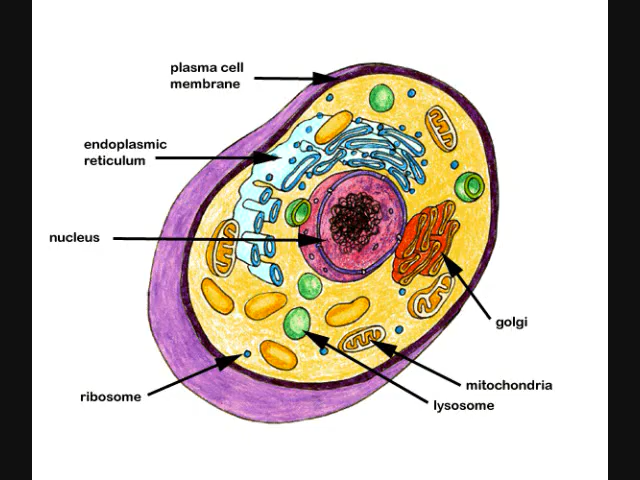 plasma cell
membrane
endoplasmic
reticulum
nucleus
golgi
mitochondria
ribosome
lysosome